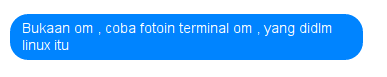 Bukaan om , coba fotoin terminal om , yang didlm
linux itu